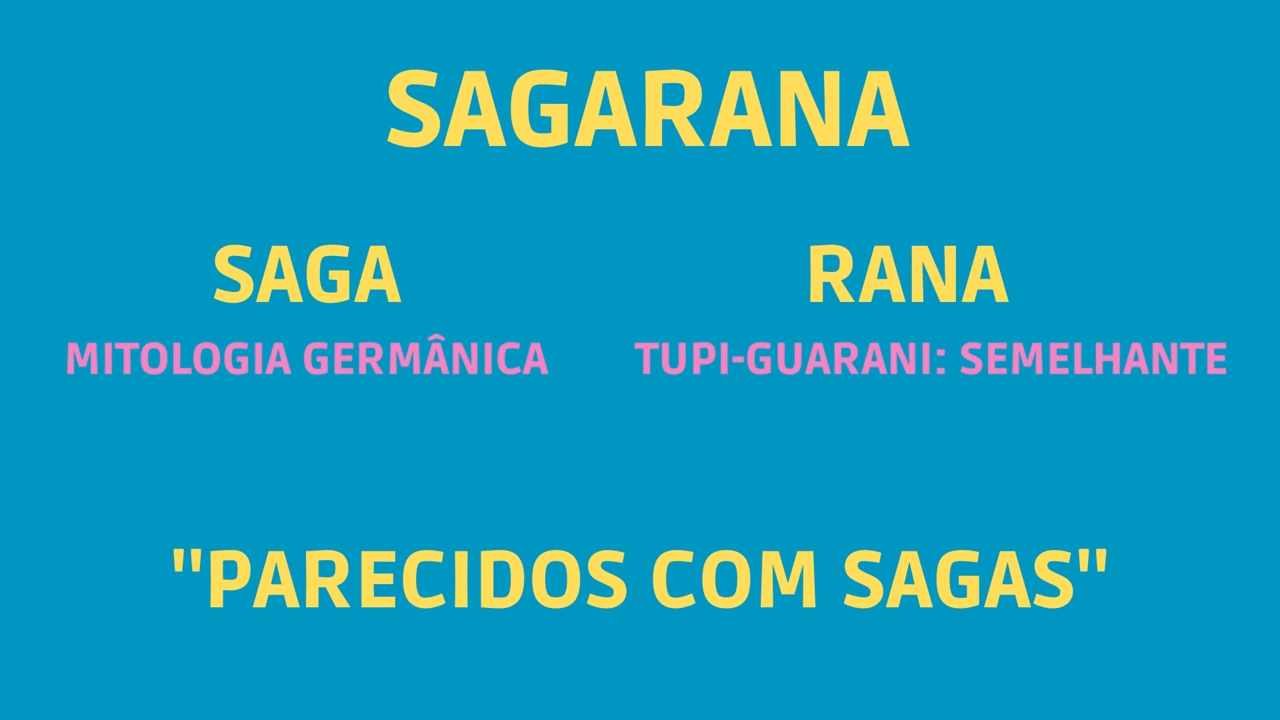 SAGARANA
SAGA
RANA
MITOLOGIA GERMÂNICA
TUPI-GUARANI: SEMELHANTE
"PARECIDOS COM SAGAS"